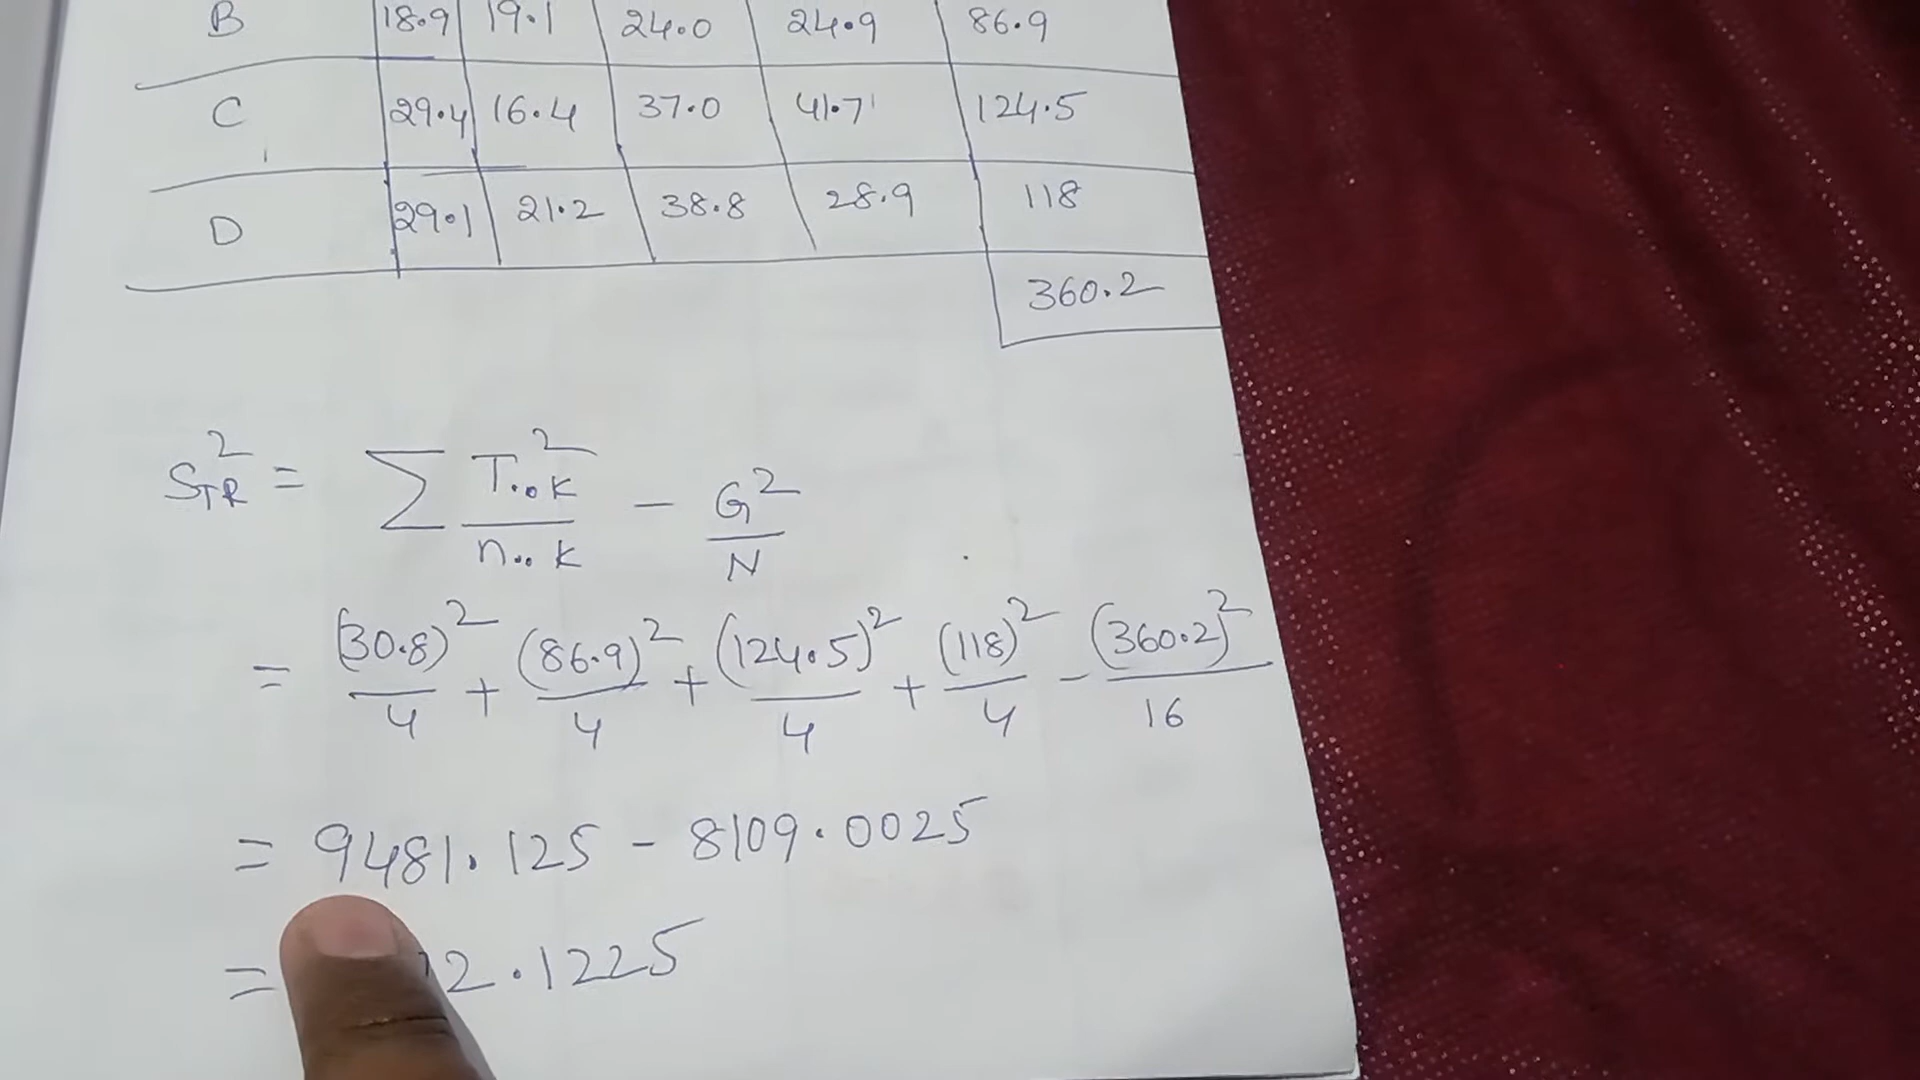 B 18.9 19.1 24.0 24.9 86.9
C 29.4 16.4 37.0 41.7 124.5
D 29.1 21.2 38.8 28.9 118
360.2
S²_TR = Σ T..k² / n..k - G² / N
= (30.8)² / 4 + (86.9)² / 4 + (124.5)² / 4 + (118)² / 4 - (360.2)² / 16
= 9481.125 - 8109.0025
= 2.1225